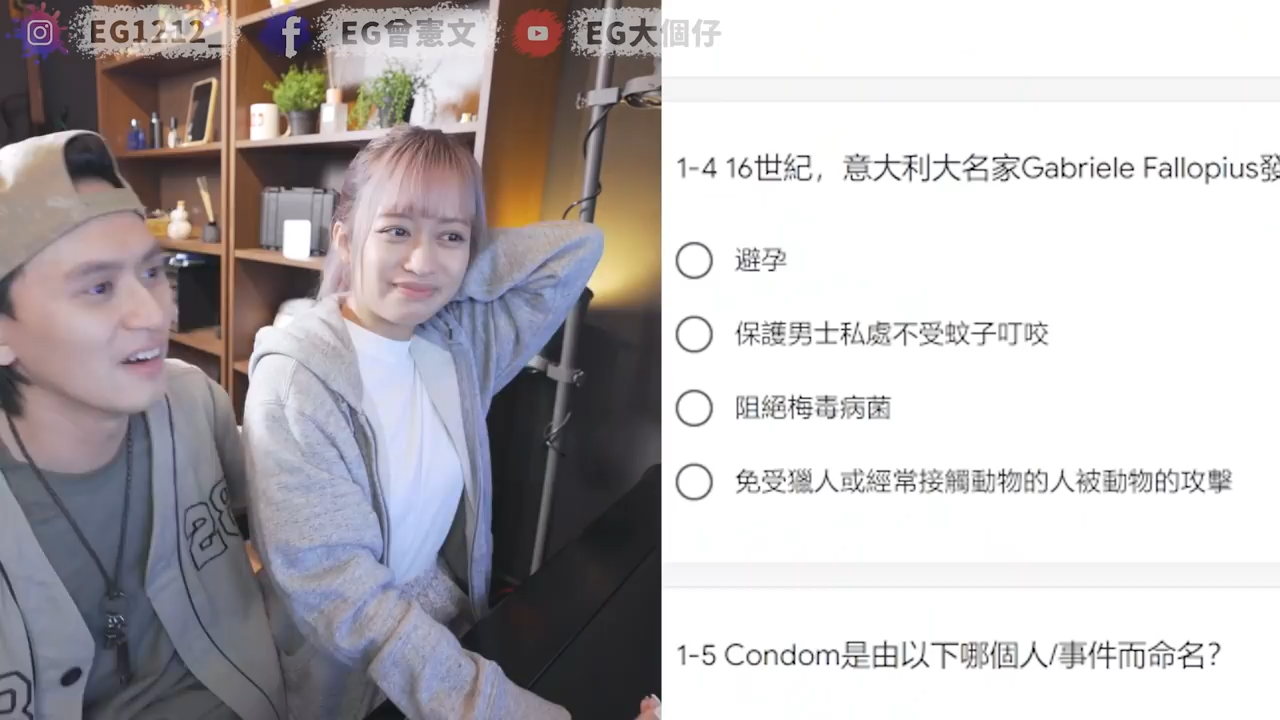 EG1212_ EG曾憲文 EG大個仔
1-4 16世紀，意大利大名家Gabriele Fallopius發
避孕
保護男士私處不受蚊子叮咬
阻絕梅毒病菌
免受獵人或經常接觸動物的人被動物的攻擊
1-5 Condom是由以下哪個人/事件而命名?
28